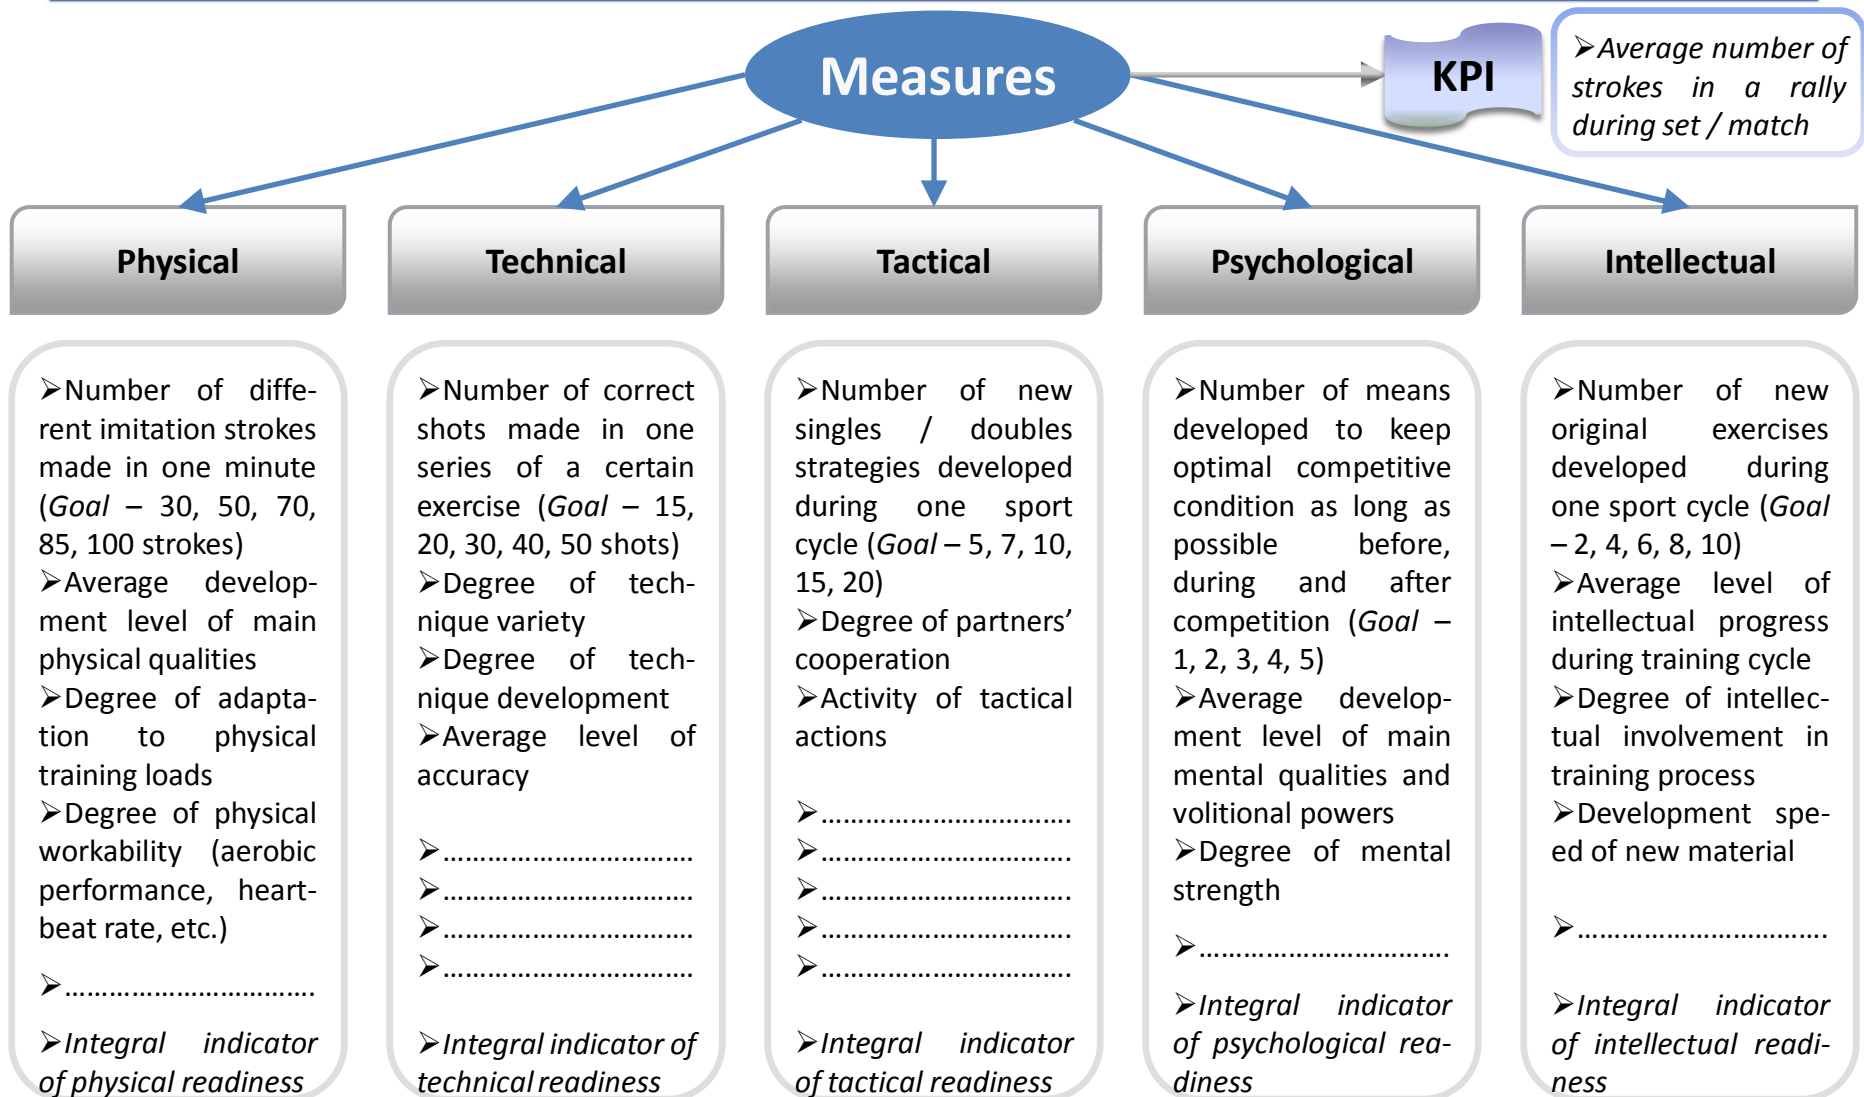 Measures
KPI
➢Average number of
strokes in a rally
during set / match
Physical
Technical
Tactical
Psychological
Intellectual
➢Number of diffe-
rent imitation strokes
made in one minute
(Goal – 30, 50, 70,
85, 100 strokes)
➢Average develop-
ment level of main
physical qualities
➢Degree of adapta-
tion to physical
training loads
➢Degree of physical
workability (aerobic
performance, heart-
beat rate, etc.)
➢…………………………….
➢Integral indicator
of physical readiness
➢Number of correct
shots made in one
series of a certain
exercise (Goal – 15,
20, 30, 40, 50 shots)
➢Degree of tech-
nique variety
➢Degree of tech-
nique development
➢Average level of
accuracy
➢…………………………….
➢…………………………….
➢…………………………….
➢…………………………….
➢Integral indicator of
technical readiness
➢Number of new
singles / doubles
strategies developed
during one sport
cycle (Goal – 5, 7, 10,
15, 20)
➢Degree of partners’
cooperation
➢Activity of tactical
actions
➢…………………………….
➢…………………………….
➢…………………………….
➢…………………………….
➢…………………………….
➢Integral indicator
of tactical readiness
➢Number of means
developed to keep
optimal competitive
condition as long as
possible before,
during and after
competition (Goal –
1, 2, 3, 4, 5)
➢Average develop-
ment level of main
mental qualities and
volitional powers
➢Degree of mental
strength
➢…………………………….
➢Integral indicator
of psychological rea-
diness
➢Number of new
original exercises
developed during
one sport cycle (Goal
– 2, 4, 6, 8, 10)
➢Average level of
intellectual progress
during training cycle
➢Degree of intellec-
tual involvement in
training process
➢Development spe-
ed of new material
➢…………………………….
➢Integral indicator
of intellectual readi-
ness